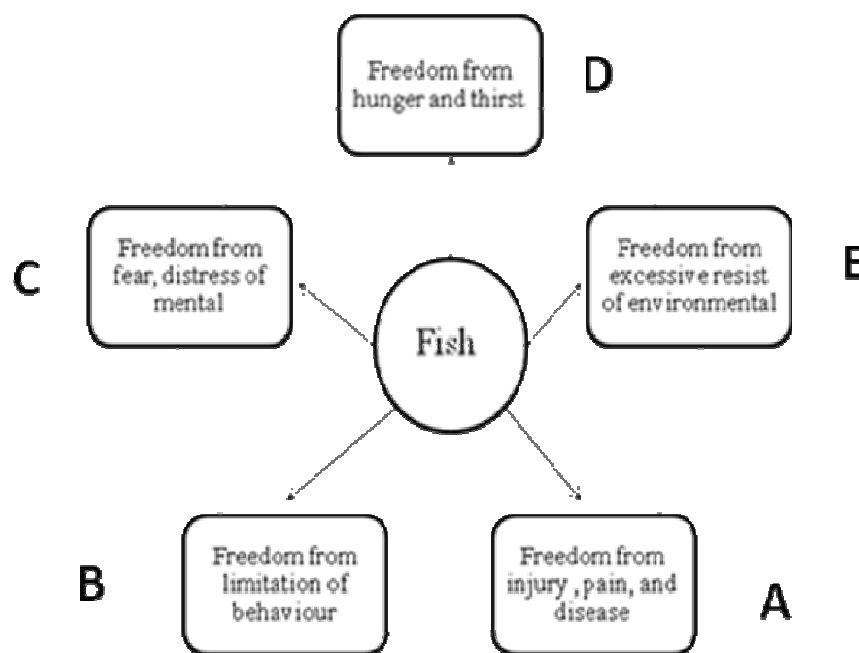 Freedom from
hunger and thirst
D
C
Freedom from
fear, distress of
mental
Fish
Freedom from
excessive resist
of environmental
E
B
Freedom from
limitation of
behaviour
Freedom from
injury , pain, and
disease
A